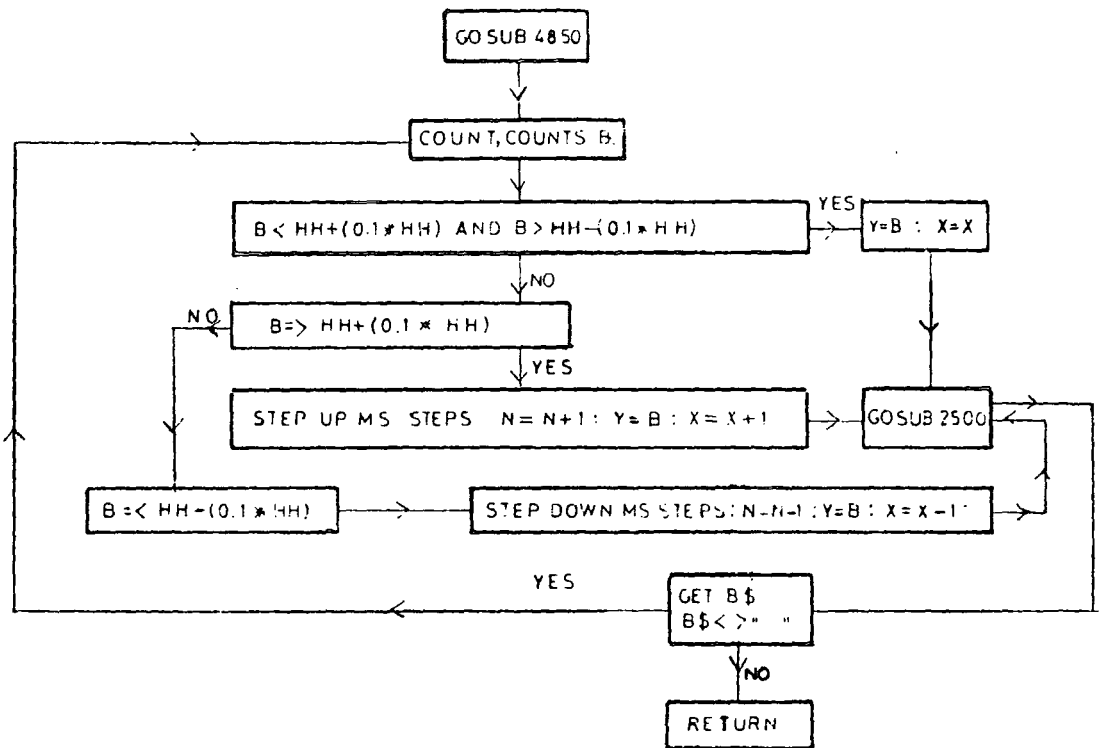 GOSUB 4850
COUNT, COUNTS B.
B < HH+(0.1*HH) AND B > HH-(0.1*HH)
YES
Y=B : X=X
NO
NO
B=> HH+(0.1 * HH)
YES
STEP UP MS STEPS N=N+1: Y=B: X=X+1
GOSUB 2500
B=< HH-(0.1*HH)
STEP DOWN MS STEPS: N=N-1: Y=B: X=X-1:
YES
GET B$
B$<>" "
NO
RETURN